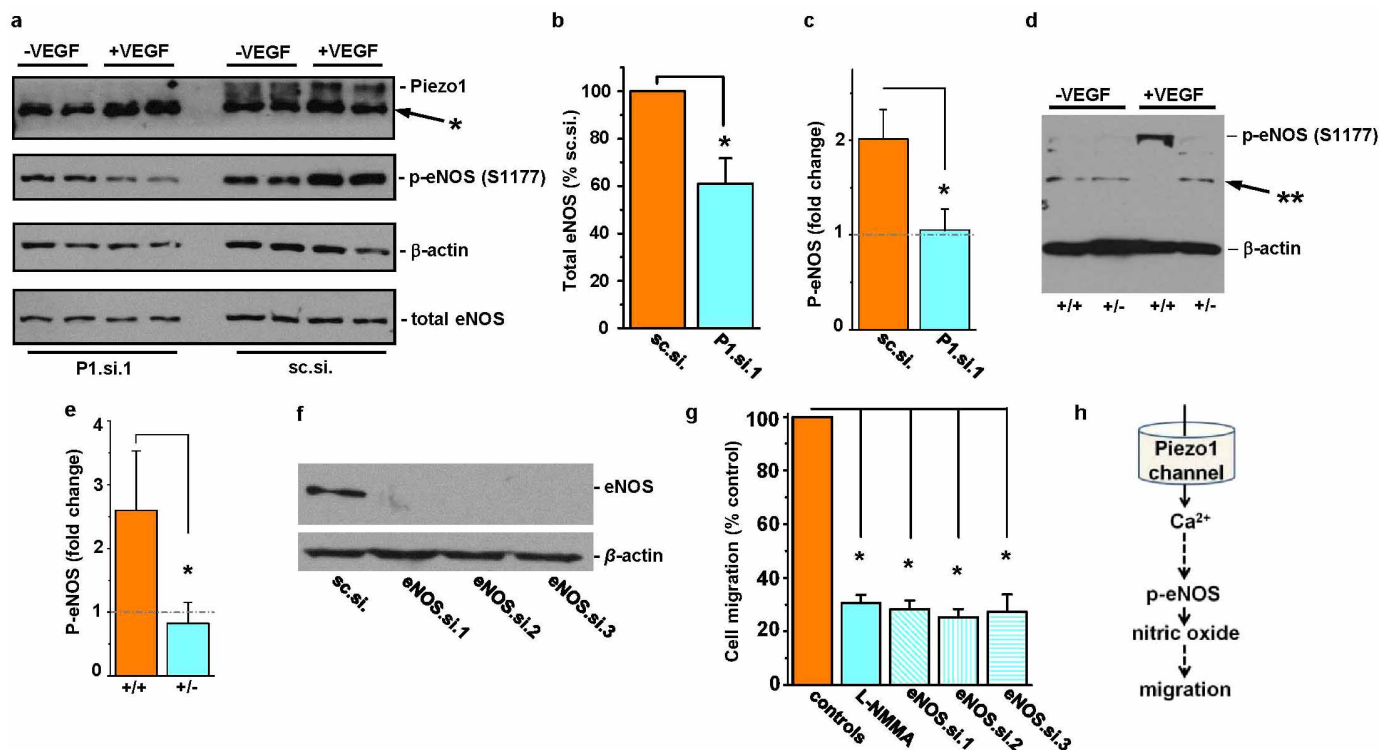 a
-VEGF +VEGF -VEGF +VEGF
Piezo1
*
p-eNOS (S1177)
β-actin
total eNOS
P1.si.1 sc.si.
b
Total eNOS (% sc.si.)
100
80
60
40
20
0
*
sc.si. P1.si.1
c
P-eNOS (fold change)
2
1
0
*
sc.si. P1.si.1
d
-VEGF +VEGF
p-eNOS (S1177)
**
β-actin
+/+ +/- +/+ +/-
e
P-eNOS (fold change)
4
3
2
1
0
*
+/+ +/-
f
eNOS
β-actin
sc.si. eNOS.si.1 eNOS.si.2 eNOS.si.3
g
Cell migration (% control)
100
80
60
40
20
0
* * * *
controls L-NMMA eNOS.si.1 eNOS.si.2 eNOS.si.3
h
Piezo1
channel
Ca²⁺
p-eNOS
nitric oxide
migration